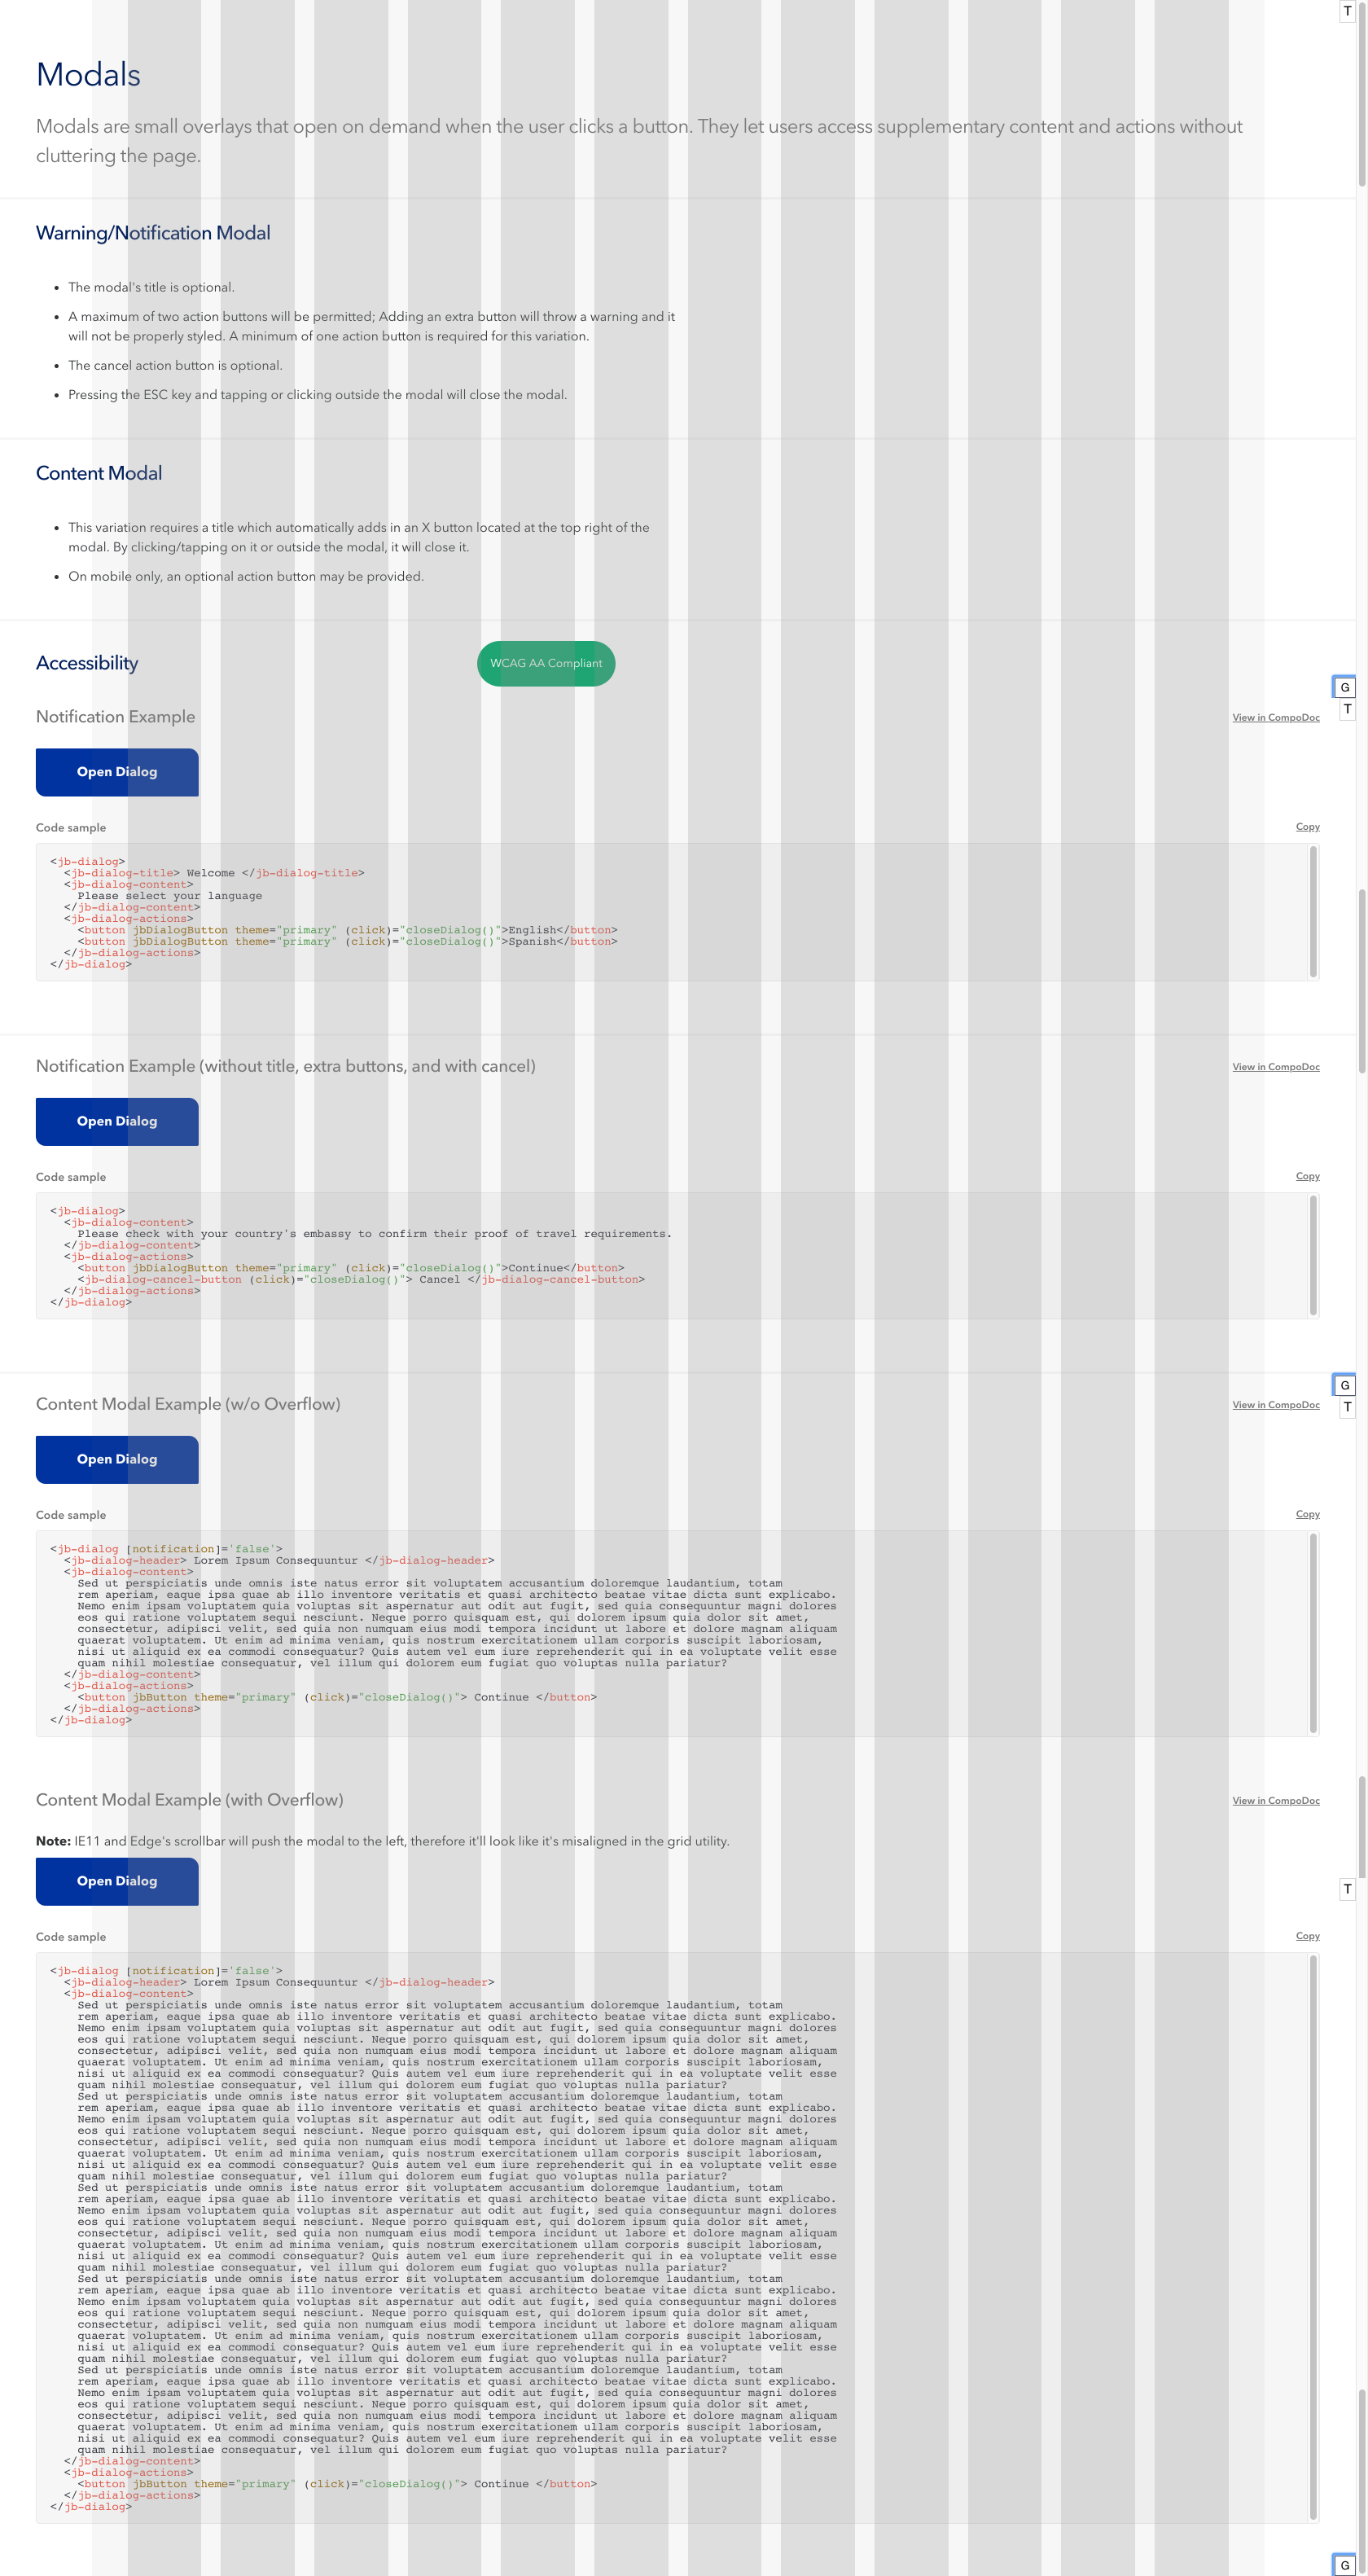 T
Modals
Modals are small overlays that open on demand when the user clicks a button. They let users access supplementary content and actions without
cluttering the page.
Warning/Notification Modal
• The modal's title is optional.
• A maximum of two action buttons will be permitted; Adding an extra button will throw a warning and it
will not be properly styled. A minimum of one action button is required for this variation.
• The cancel action button is optional.
• Pressing the ESC key and tapping or clicking outside the modal will close the modal.
Content Modal
• This variation requires a title which automatically adds in an X button located at the top right of the
modal. By clicking/tapping on it or outside the modal, it will close it.
• On mobile only, an optional action button may be provided.
Accessibility
WCAG AA Compliant
G
T
Notification Example
View in CompoDoc
Open Dialog
Code sample
Copy
<jb-dialog>
  <jb-dialog-title> Welcome </jb-dialog-title>
  <jb-dialog-content>
    Please select your language
  </jb-dialog-content>
  <jb-dialog-actions>
    <button jbDialogButton theme="primary" (click)="closeDialog()">English</button>
    <button jbDialogButton theme="primary" (click)="closeDialog()">Spanish</button>
  </jb-dialog-actions>
</jb-dialog>
Notification Example (without title, extra buttons, and with cancel)
View in CompoDoc
Open Dialog
Code sample
Copy
<jb-dialog>
  <jb-dialog-content>
    Please check with your country's embassy to confirm their proof of travel requirements.
  </jb-dialog-content>
  <jb-dialog-actions>
    <button jbDialogButton theme="primary" (click)="closeDialog()">Continue</button>
    <jb-dialog-cancel-button (click)="closeDialog()"> Cancel </jb-dialog-cancel-button>
  </jb-dialog-actions>
</jb-dialog>
G
T
Content Modal Example (w/o Overflow)
View in CompoDoc
Open Dialog
Code sample
Copy
<jb-dialog [notification]='false'>
  <jb-dialog-header> Lorem Ipsum Consequuntur </jb-dialog-header>
  <jb-dialog-content>
    Sed ut perspiciatis unde omnis iste natus error sit voluptatem accusantium doloremque laudantium, totam
    rem aperiam, eaque ipsa quae ab illo inventore veritatis et quasi architecto beatae vitae dicta sunt explicabo.
    Nemo enim ipsam voluptatem quia voluptas sit aspernatur aut odit aut fugit, sed quia consequuntur magni dolores
    eos qui ratione voluptatem sequi nesciunt. Neque porro quisquam est, qui dolorem ipsum quia dolor sit amet,
    consectetur, adipisci velit, sed quia non numquam eius modi tempora incidunt ut labore et dolore magnam aliquam
    quaerat voluptatem. Ut enim ad minima veniam, quis nostrum exercitationem ullam corporis suscipit laboriosam,
    nisi ut aliquid ex ea commodi consequatur? Quis autem vel eum iure reprehenderit qui in ea voluptate velit esse
    quam nihil molestiae consequatur, vel illum qui dolorem eum fugiat quo voluptas nulla pariatur?
  </jb-dialog-content>
  <jb-dialog-actions>
    <button jbButton theme="primary" (click)="closeDialog()"> Continue </button>
  </jb-dialog-actions>
</jb-dialog>
Content Modal Example (with Overflow)
View in CompoDoc
Note: IE11 and Edge's scrollbar will push the modal to the left, therefore it'll look like it's misaligned in the grid utility.
Open Dialog
T
Code sample
Copy
<jb-dialog [notification]='false'>
  <jb-dialog-header> Lorem Ipsum Consequuntur </jb-dialog-header>
  <jb-dialog-content>
    Sed ut perspiciatis unde omnis iste natus error sit voluptatem accusantium doloremque laudantium, totam
    rem aperiam, eaque ipsa quae ab illo inventore veritatis et quasi architecto beatae vitae dicta sunt explicabo.
    Nemo enim ipsam voluptatem quia voluptas sit aspernatur aut odit aut fugit, sed quia consequuntur magni dolores
    eos qui ratione voluptatem sequi nesciunt. Neque porro quisquam est, qui dolorem ipsum quia dolor sit amet,
    consectetur, adipisci velit, sed quia non numquam eius modi tempora incidunt ut labore et dolore magnam aliquam
    quaerat voluptatem. Ut enim ad minima veniam, quis nostrum exercitationem ullam corporis suscipit laboriosam,
    nisi ut aliquid ex ea commodi consequatur? Quis autem vel eum iure reprehenderit qui in ea voluptate velit esse
    quam nihil molestiae consequatur, vel illum qui dolorem eum fugiat quo voluptas nulla pariatur?
    Sed ut perspiciatis unde omnis iste natus error sit voluptatem accusantium doloremque laudantium, totam
    rem aperiam, eaque ipsa quae ab illo inventore veritatis et quasi architecto beatae vitae dicta sunt explicabo.
    Nemo enim ipsam voluptatem quia voluptas sit aspernatur aut odit aut fugit, sed quia consequuntur magni dolores
    eos qui ratione voluptatem sequi nesciunt. Neque porro quisquam est, qui dolorem ipsum quia dolor sit amet,
    consectetur, adipisci velit, sed quia non numquam eius modi tempora incidunt ut labore et dolore magnam aliquam
    quaerat voluptatem. Ut enim ad minima veniam, quis nostrum exercitationem ullam corporis suscipit laboriosam,
    nisi ut aliquid ex ea commodi consequatur? Quis autem vel eum iure reprehenderit qui in ea voluptate velit esse
    quam nihil molestiae consequatur, vel illum qui dolorem eum fugiat quo voluptas nulla pariatur?
    Sed ut perspiciatis unde omnis iste natus error sit voluptatem accusantium doloremque laudantium, totam
    rem aperiam, eaque ipsa quae ab illo inventore veritatis et quasi architecto beatae vitae dicta sunt explicabo.
    Nemo enim ipsam voluptatem quia voluptas sit aspernatur aut odit aut fugit, sed quia consequuntur magni dolores
    eos qui ratione voluptatem sequi nesciunt. Neque porro quisquam est, qui dolorem ipsum quia dolor sit amet,
    consectetur, adipisci velit, sed quia non numquam eius modi tempora incidunt ut labore et dolore magnam aliquam
    quaerat voluptatem. Ut enim ad minima veniam, quis nostrum exercitationem ullam corporis suscipit laboriosam,
    nisi ut aliquid ex ea commodi consequatur? Quis autem vel eum iure reprehenderit qui in ea voluptate velit esse
    quam nihil molestiae consequatur, vel illum qui dolorem eum fugiat quo voluptas nulla pariatur?
    Sed ut perspiciatis unde omnis iste natus error sit voluptatem accusantium doloremque laudantium, totam
    rem aperiam, eaque ipsa quae ab illo inventore veritatis et quasi architecto beatae vitae dicta sunt explicabo.
    Nemo enim ipsam voluptatem quia voluptas sit aspernatur aut odit aut fugit, sed quia consequuntur magni dolores
    eos qui ratione voluptatem sequi nesciunt. Neque porro quisquam est, qui dolorem ipsum quia dolor sit amet,
    consectetur, adipisci velit, sed quia non numquam eius modi tempora incidunt ut labore et dolore magnam aliquam
    quaerat voluptatem. Ut enim ad minima veniam, quis nostrum exercitationem ullam corporis suscipit laboriosam,
    nisi ut aliquid ex ea commodi consequatur? Quis autem vel eum iure reprehenderit qui in ea voluptate velit esse
    quam nihil molestiae consequatur, vel illum qui dolorem eum fugiat quo voluptas nulla pariatur?
    Sed ut perspiciatis unde omnis iste natus error sit voluptatem accusantium doloremque laudantium, totam
    rem aperiam, eaque ipsa quae ab illo inventore veritatis et quasi architecto beatae vitae dicta sunt explicabo.
    Nemo enim ipsam voluptatem quia voluptas sit aspernatur aut odit aut fugit, sed quia consequuntur magni dolores
    eos qui ratione voluptatem sequi nesciunt. Neque porro quisquam est, qui dolorem ipsum quia dolor sit amet,
    consectetur, adipisci velit, sed quia non numquam eius modi tempora incidunt ut labore et dolore magnam aliquam
    quaerat voluptatem. Ut enim ad minima veniam, quis nostrum exercitationem ullam corporis suscipit laboriosam,
    nisi ut aliquid ex ea commodi consequatur? Quis autem vel eum iure reprehenderit qui in ea voluptate velit esse
    quam nihil molestiae consequatur, vel illum qui dolorem eum fugiat quo voluptas nulla pariatur?
  </jb-dialog-content>
  <jb-dialog-actions>
    <button jbButton theme="primary" (click)="closeDialog()"> Continue </button>
  </jb-dialog-actions>
</jb-dialog>
G